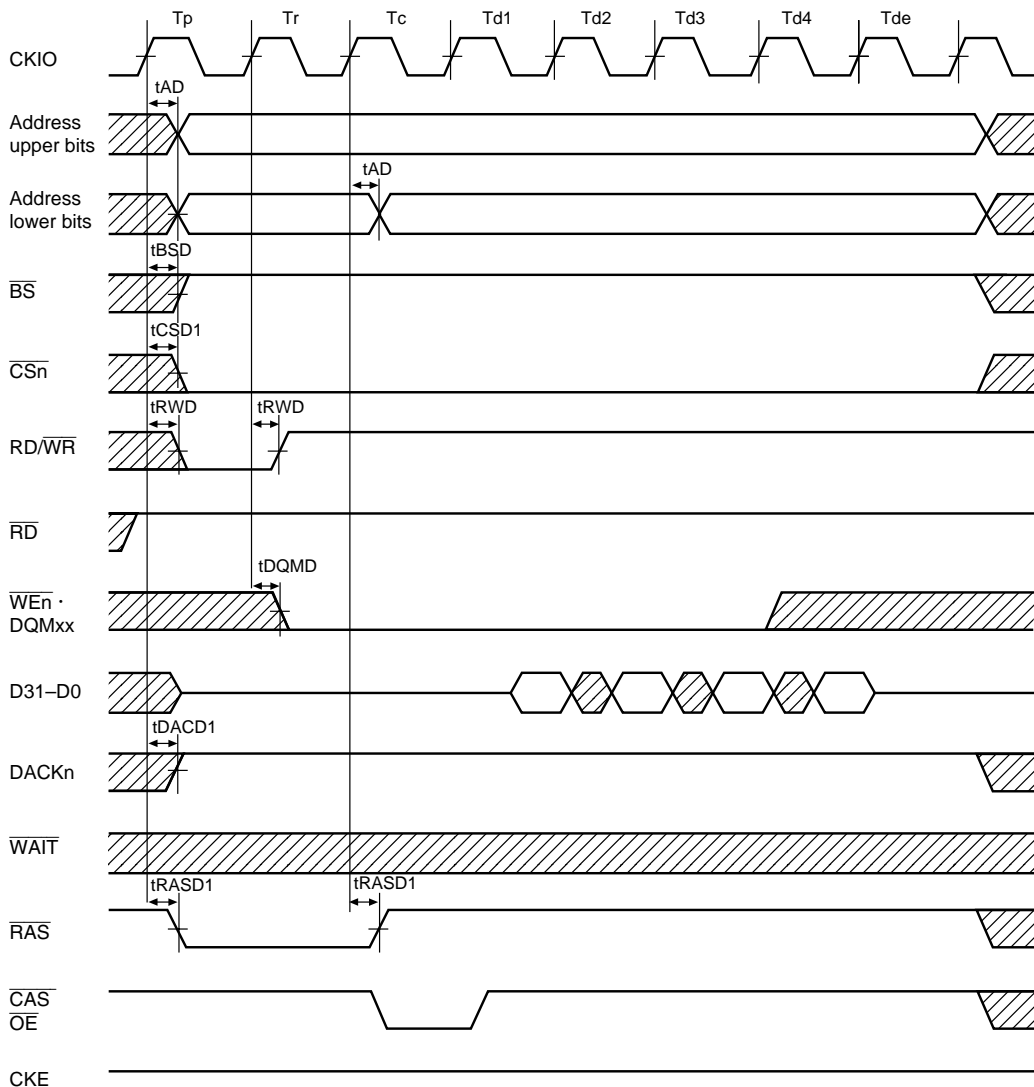 Tp Tr Tc Td1 Td2 Td3 Td4 Tde
CKIO
tAD
Address
upper bits
tAD
Address
lower bits
tBSD
BS
tCSD1
CSn
tRWD tRWD
RD/WR
RD
tDQMD
WEn ·
DQMxx
D31–D0
tDACD1
DACKn
WAIT
tRASD1 tRASD1
RAS
CAS
OE
CKE